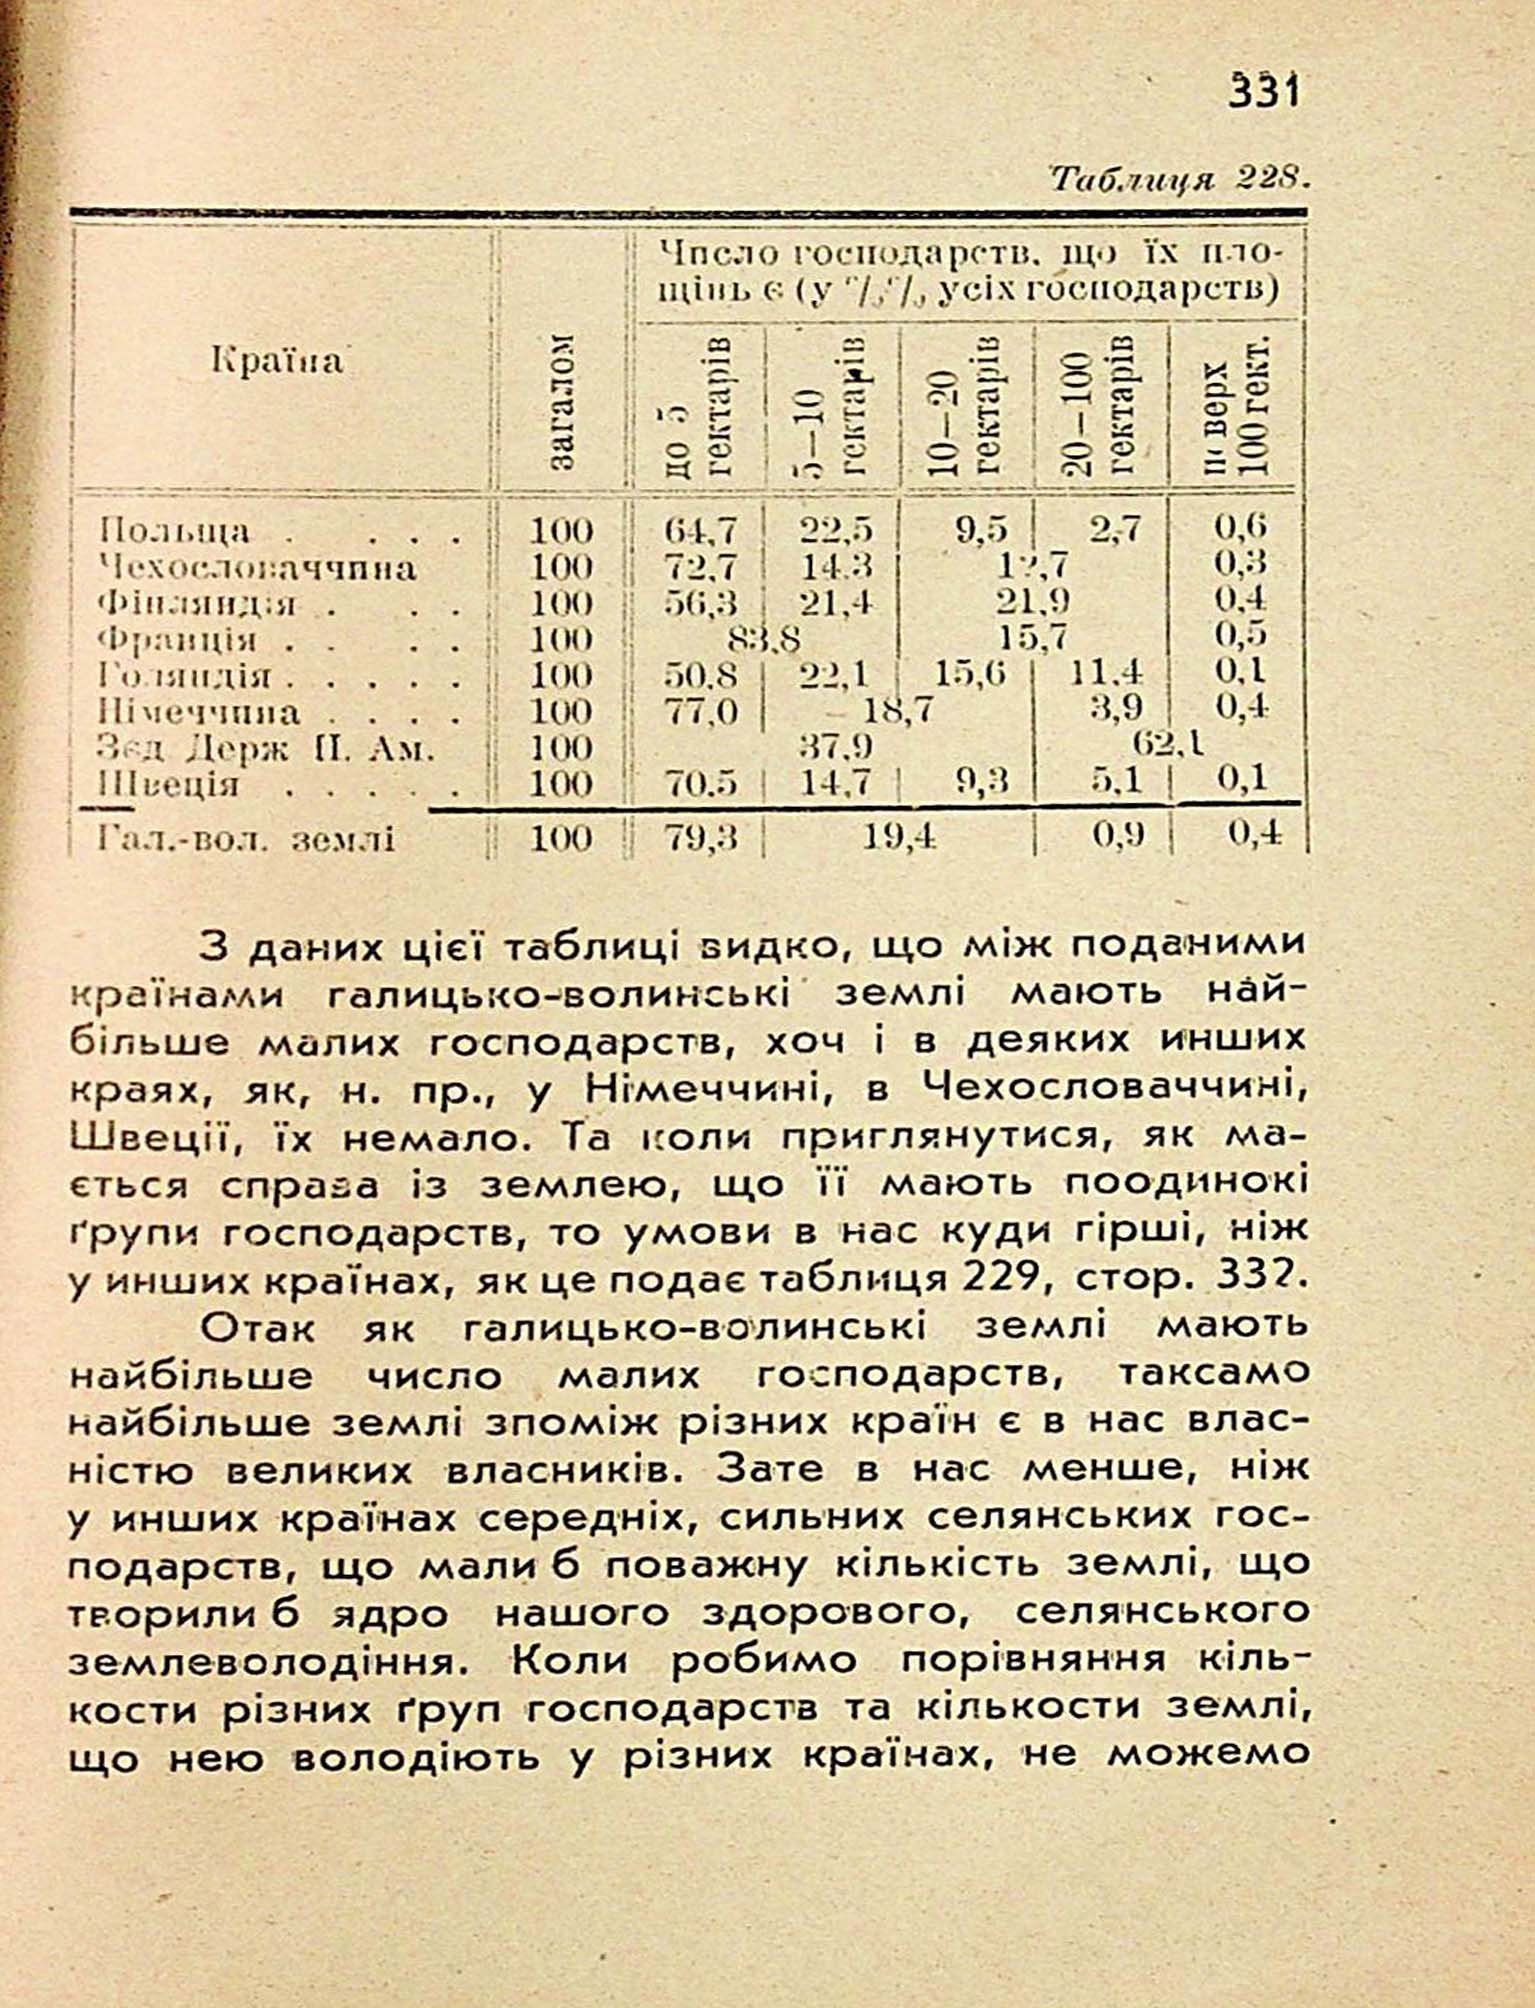 331
Таблиця 228.
Країна
загалом
Число господарств, що їх пло-
щінь є (у %% усіх господарств)
до 5 гектарів
5—10 гектарів
10—20 гектарів
20—100 гектарів
поверх 100 гект.
Польща . . . . 100 64,7 22,5 9,5 2,7 0,6
Чехословаччина 100 72,7 14.3 12,7 0,3
Фінляндія . . . 100 56,3 21,4 21,9 0,4
Франція . . . . 100 83,8 15,7 0,5
Голяндія . . . . . 100 50,8 22,1 15,6 11,4 0,1
Німеччина . . . . 100 77,0 18,7 3,9 0,4
Зєд Держ П. Ам. 100 37,9 62,1
Швеція . . . . . 100 70,5 14,7 9,3 5,1 0,1
Гал.-вол. землі 100 79,3 19,4 0,9 0,4
З даних цієї таблиці видко, що між поданими
країнами галицько-волинські землі мають най-
більше малих господарств, хоч і в деяких инших
краях, як, н. пр., у Німеччині, в Чехословаччині,
Швеції, їх немало. Та коли приглянутися, як ма-
ється справа із землею, що її мають поодинокі
ґрупи господарств, то умови в нас куди гірші, ніж
у инших країнах, як це подає таблиця 229, стор. 332.
Отак як галицько-волинські землі мають
найбільше число малих господарств, таксамо
найбільше землі зпоміж різних країн є в нас влас-
ністю великих власників. Зате в нас менше, ніж
у инших країнах середніх, сильних селянських гос-
подарств, що мали б поважну кількість землі, що
творили б ядро нашого здорового, селянського
землеволодіння. Коли робимо порівняння кіль-
кости різних ґруп господарств та кількости землі,
що нею володіють у різних країнах, не можемо